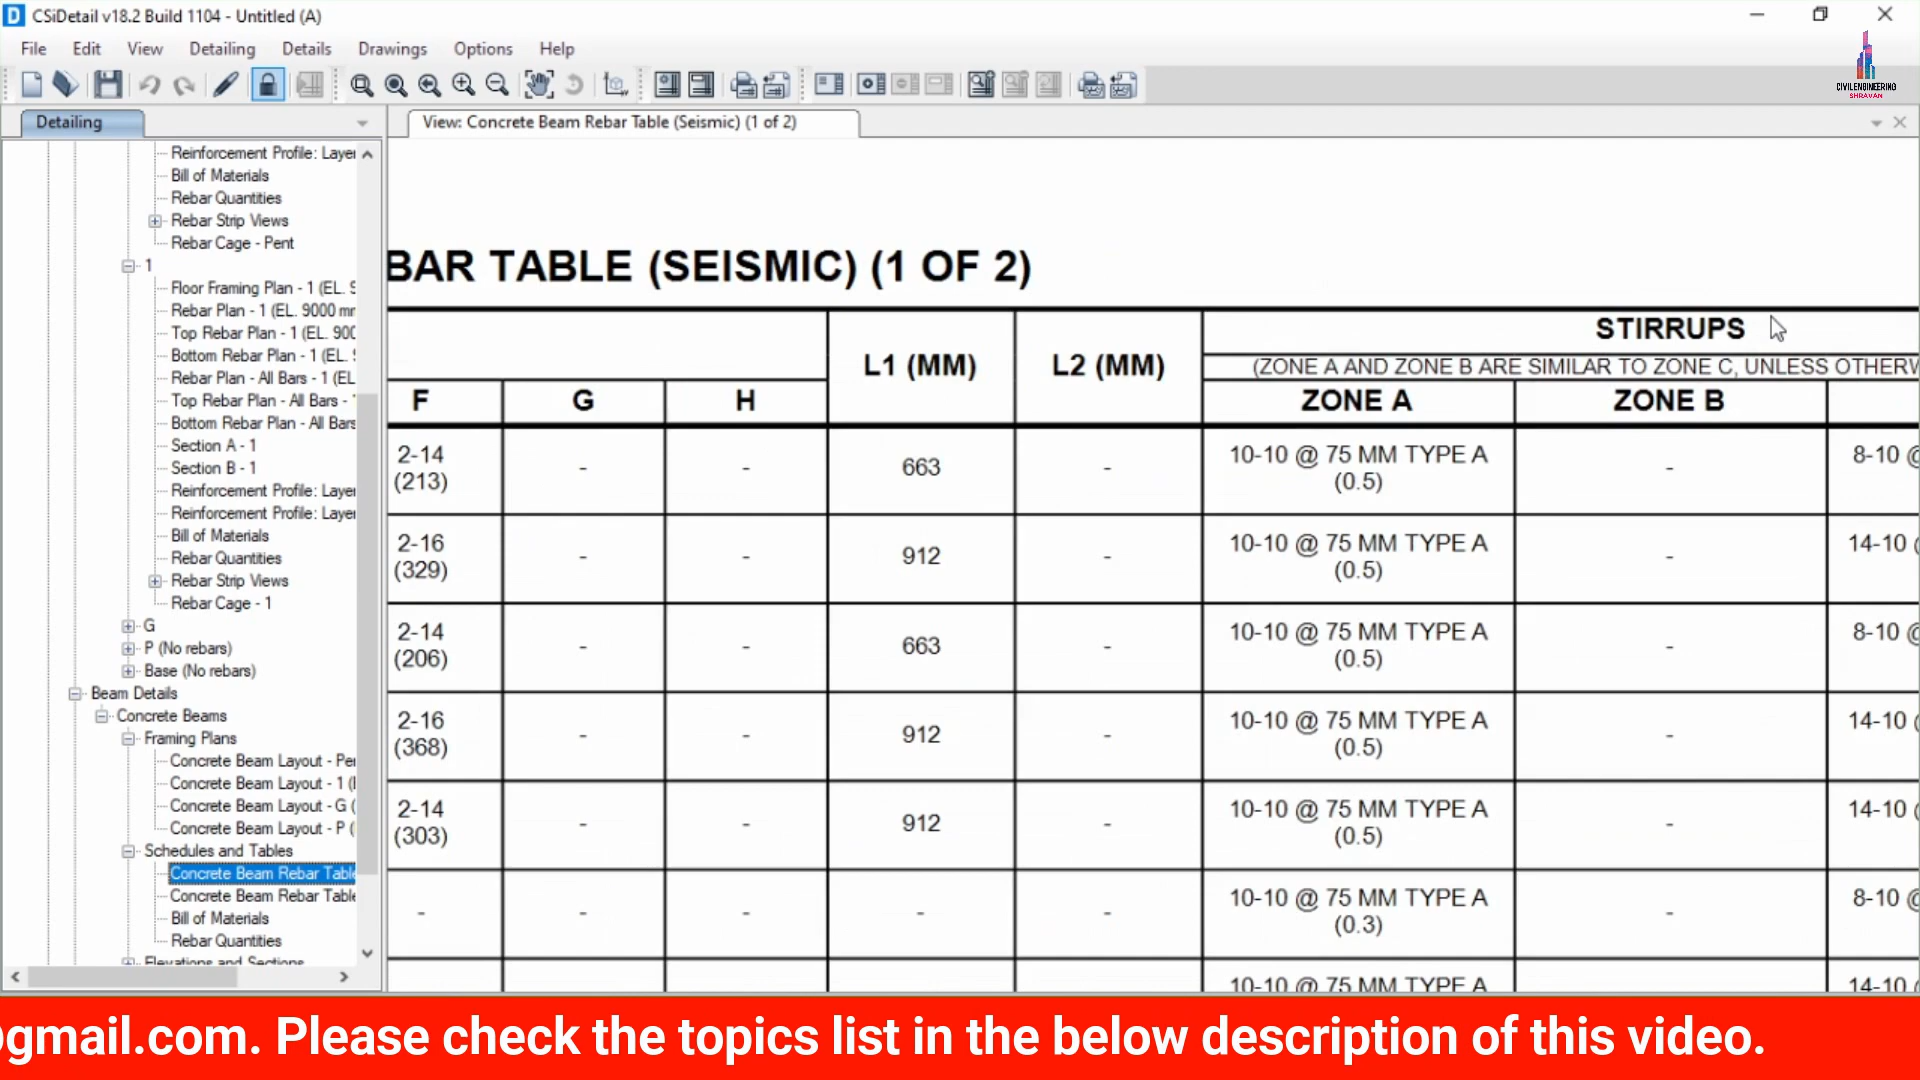 CSiDetail v18.2 Build 1104 - Untitled (A)
File Edit View Detailing Details Drawings Options Help
CIVILENGINEERING
SHRAVAN
Detailing
View: Concrete Beam Rebar Table (Seismic) (1 of 2)
Reinforcement Profile: Layer
Bill of Materials
Rebar Quantities
Rebar Strip Views
Rebar Cage - Pent
1
Floor Framing Plan - 1 (EL.
Rebar Plan - 1 (EL. 9000 mm
Top Rebar Plan - 1 (EL. 900
Bottom Rebar Plan - 1 (EL.
Rebar Plan - All Bars - 1 (EL
Top Rebar Plan - All Bars -
Bottom Rebar Plan - All Bars
Section A - 1
Section B - 1
Reinforcement Profile: Layer
Reinforcement Profile: Layer
Bill of Materials
Rebar Quantities
Rebar Strip Views
Rebar Cage - 1
G
P (No rebars)
Base (No rebars)
Beam Details
Concrete Beams
Framing Plans
Concrete Beam Layout - Pe
Concrete Beam Layout - 1 (
Concrete Beam Layout - G (
Concrete Beam Layout - P (
Schedules and Tables
Concrete Beam Rebar Table
Concrete Beam Rebar Table
Bill of Materials
Rebar Quantities
Elevations and Sections
BAR TABLE (SEISMIC) (1 OF 2)
L1 (MM) L2 (MM) STIRRUPS
(ZONE A AND ZONE B ARE SIMILAR TO ZONE C, UNLESS OTHERW
F G H ZONE A ZONE B
2-14 - - 663 - 10-10 @ 75 MM TYPE A - 8-10 @
(213) (0.5)
2-16 - - 912 - 10-10 @ 75 MM TYPE A - 14-10
(329) (0.5)
2-14 - - 663 - 10-10 @ 75 MM TYPE A - 8-10 @
(206) (0.5)
2-16 - - 912 - 10-10 @ 75 MM TYPE A - 14-10
(368) (0.5)
2-14 - - 912 - 10-10 @ 75 MM TYPE A - 14-10
(303) (0.5)
- - - - - 10-10 @ 75 MM TYPE A - 8-10 @
(0.3)
10-10 @ 75 MM TYPE A 14-10
@gmail.com. Please check the topics list in the below description of this video.